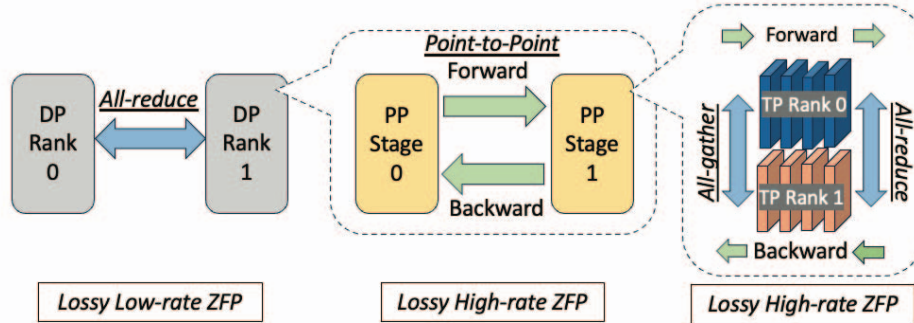 DP
Rank
0
All-reduce
DP
Rank
1
Lossy Low-rate ZFP
Point-to-Point
Forward
PP
Stage
0
PP
Stage
1
Backward
Lossy High-rate ZFP
Forward
All-gather
TP Rank 0
TP Rank 1
All-reduce
Backward
Lossy High-rate ZFP